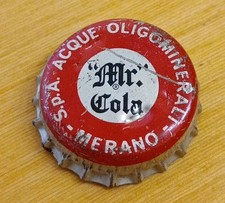 S.p.A. ACQUE OLIGOMINERALI
"Mr."
Cola
- MERANO -